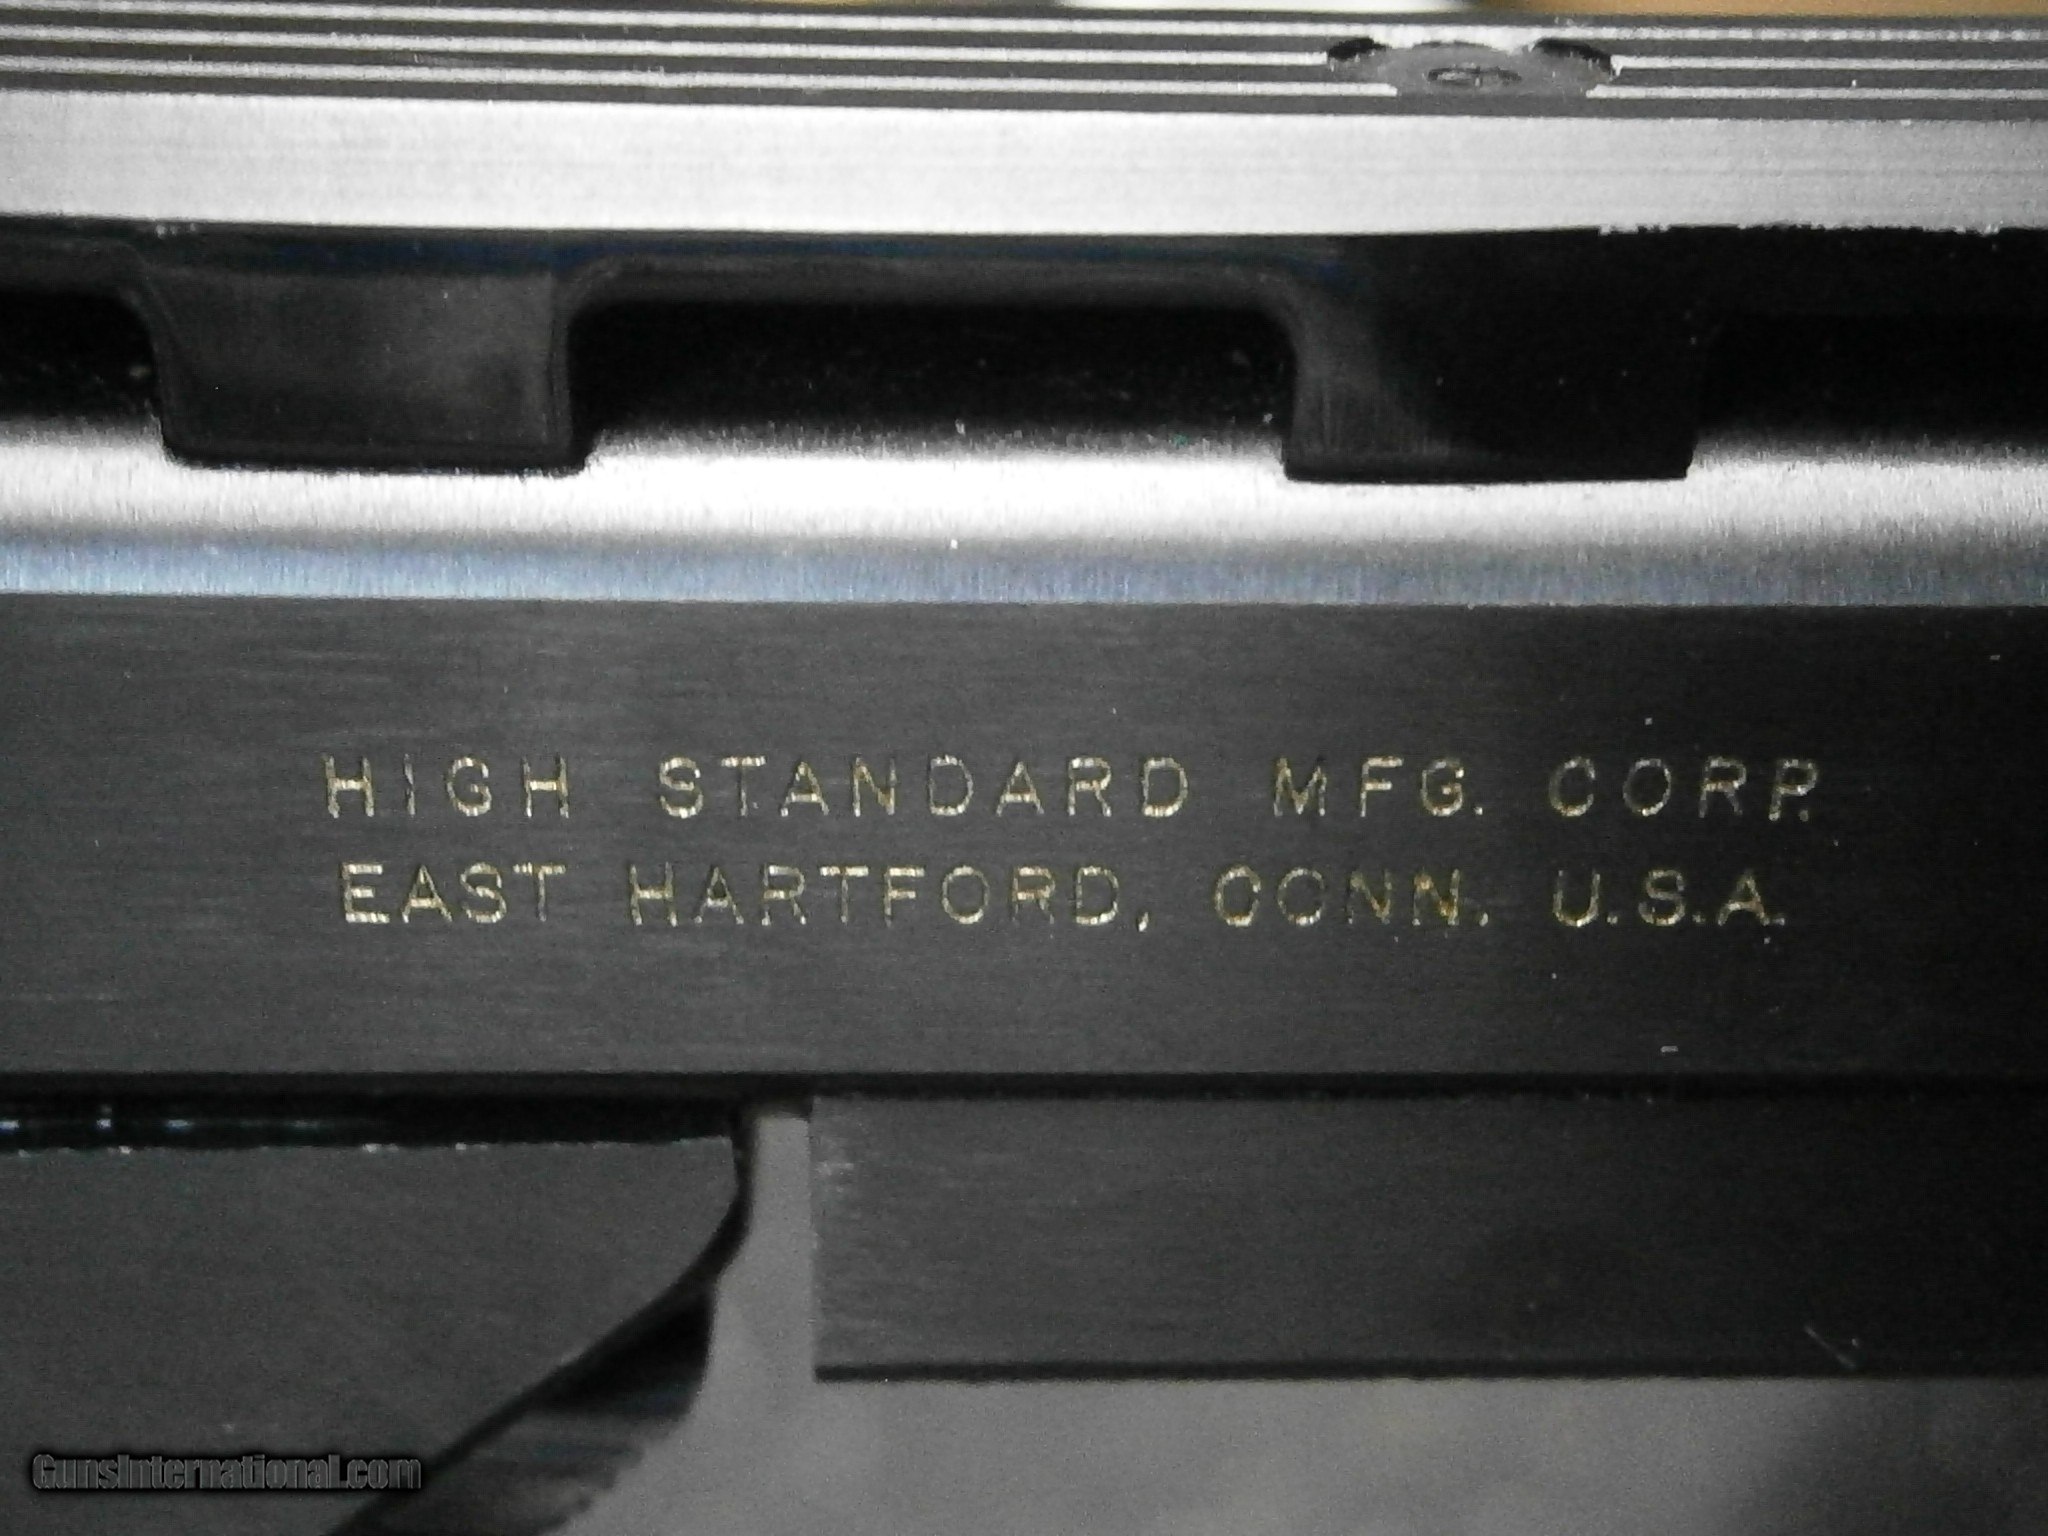 HIGH STANDARD MFG. CORP.
EAST HARTFORD, CONN. U.S.A.
GunsInternational.com